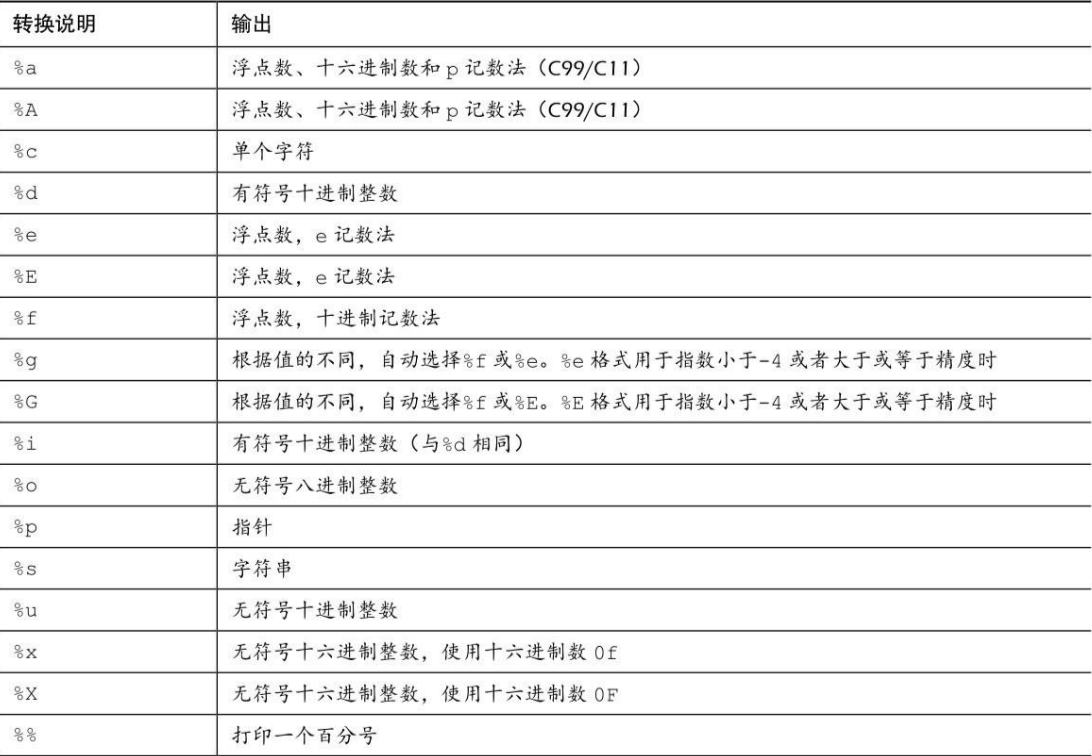 转换说明 输出
%a 浮点数、十六进制数和 p 记数法（C99/C11）
%A 浮点数、十六进制数和 p 记数法（C99/C11）
%c 单个字符
%d 有符号十进制整数
%e 浮点数，e 记数法
%E 浮点数，e 记数法
%f 浮点数，十进制记数法
%g 根据值的不同，自动选择%f 或%e。%e 格式用于指数小于-4 或者大于或等于精度时
%G 根据值的不同，自动选择%f 或%E。%E 格式用于指数小于-4 或者大于或等于精度时
%i 有符号十进制整数（与%d 相同）
%o 无符号八进制整数
%p 指针
%s 字符串
%u 无符号十进制整数
%x 无符号十六进制整数，使用十六进制数 0f
%X 无符号十六进制整数，使用十六进制数 0F
%% 打印一个百分号